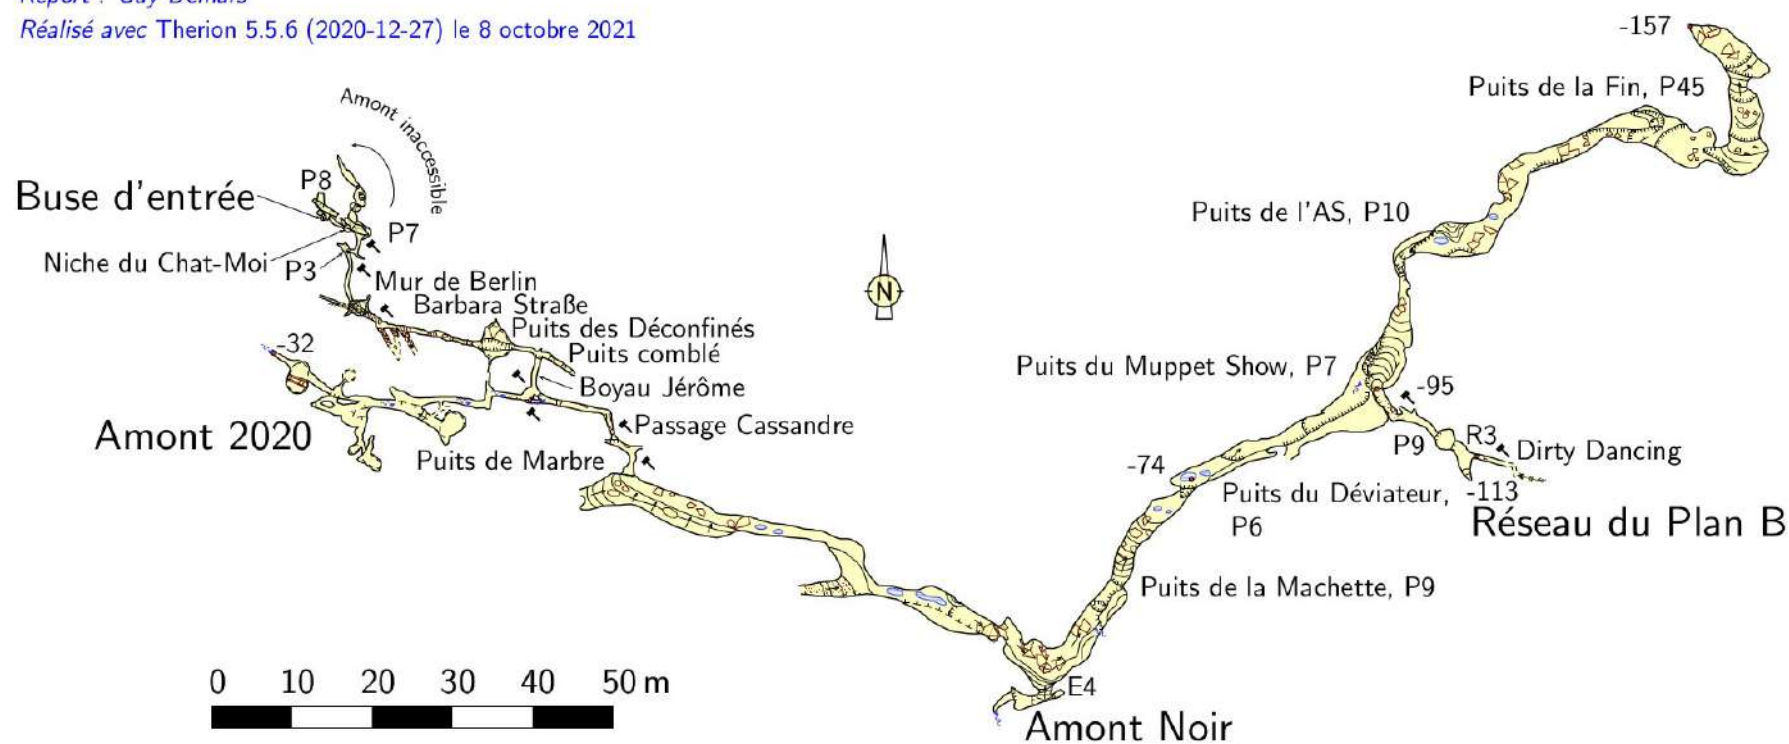 Report : Guy Demars
Réalisé avec Therion 5.5.6 (2020-12-27) le 8 octobre 2021
-157
Puits de la Fin, P45
Amont inaccessible
P8
Buse d'entrée
Puits de l'AS, P10
P7
Niche du Chat-Moi
P3
Mur de Berlin
N
Barbara Straße
Puits des Déconfinés
-32
Puits comblé
Puits du Muppet Show, P7
Boyau Jérôme
-95
Passage Cassandre
Amont 2020
P9
R3
Dirty Dancing
Puits de Marbre
-74
Puits du Déviateur,
P6
-113
Réseau du Plan B
Puits de la Machette, P9
0 10 20 30 40 50 m
E4
Amont Noir